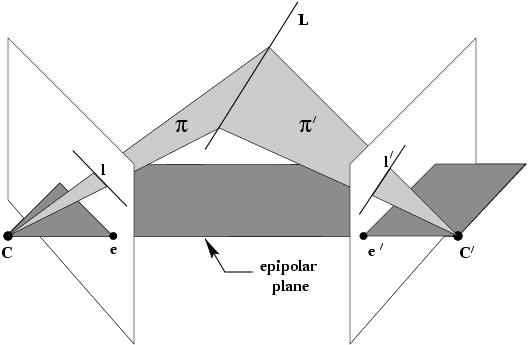 L
π
π /
l
l /
C
e
e /
C /
epipolar
plane